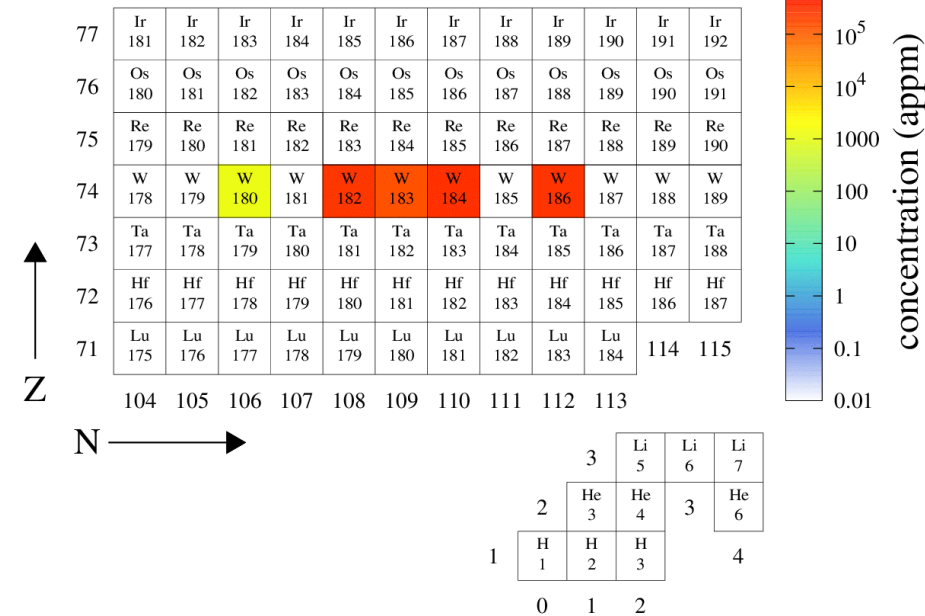 77 Ir Ir Ir Ir Ir Ir Ir Ir Ir Ir Ir Ir
181 182 183 184 185 186 187 188 189 190 191 192
76 Os Os Os Os Os Os Os Os Os Os Os Os
180 181 182 183 184 185 186 187 188 189 190 191
75 Re Re Re Re Re Re Re Re Re Re Re Re
179 180 181 182 183 184 185 186 187 188 189 190
74 W W W W W W W W W W W W
178 179 180 181 182 183 184 185 186 187 188 189
73 Ta Ta Ta Ta Ta Ta Ta Ta Ta Ta Ta Ta
177 178 179 180 181 182 183 184 185 186 187 188
72 Hf Hf Hf Hf Hf Hf Hf Hf Hf Hf Hf Hf
176 177 178 179 180 181 182 183 184 185 186 187
71 Lu Lu Lu Lu Lu Lu Lu Lu Lu Lu 114 115
175 176 177 178 179 180 181 182 183 184
104 105 106 107 108 109 110 111 112 113
Z
N
10⁵
10⁴
1000
100
10
1
0.1
0.01
concentration (appm)
3 Li Li Li
5 6 7
2 He He 3 He
3 4 6
1 H H H 4
1 2 3
0 1 2